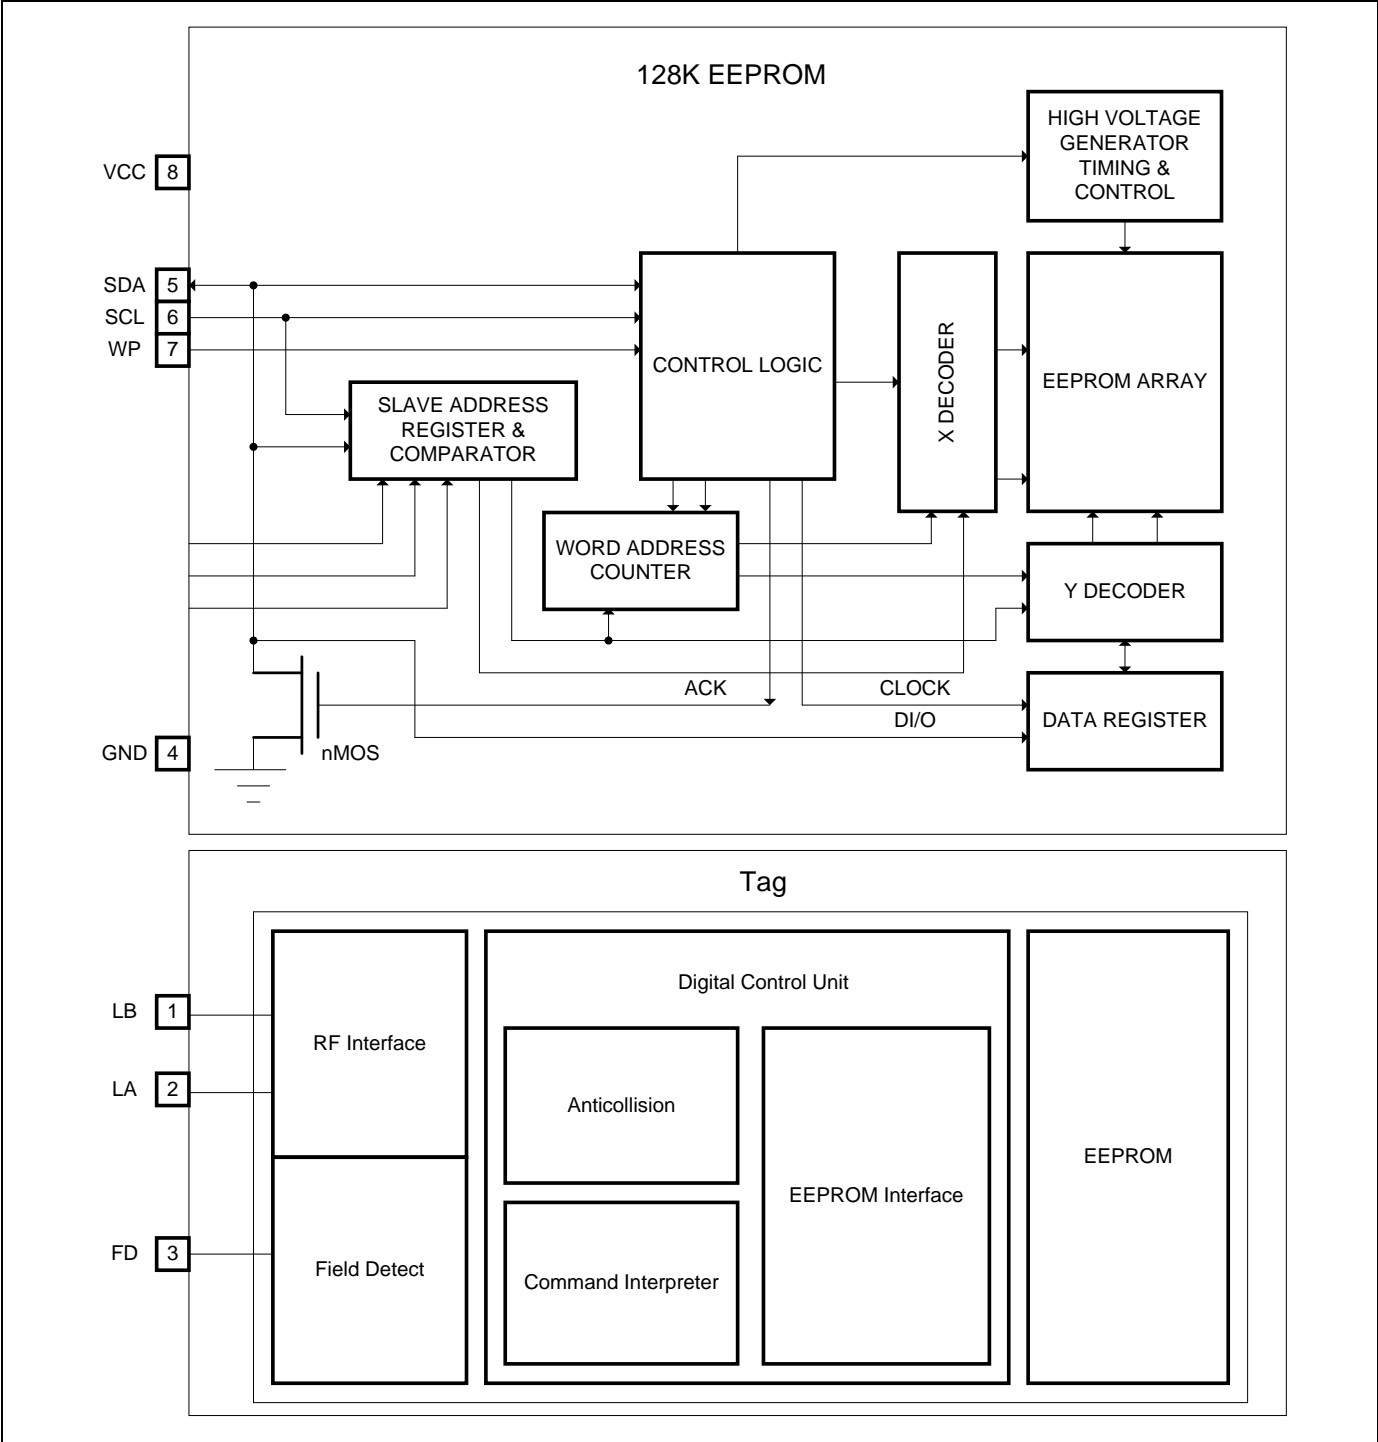 128K EEPROM
HIGH VOLTAGE
GENERATOR
TIMING &
CONTROL
VCC 8
SDA 5
SCL 6
WP 7
CONTROL LOGIC
X DECODER
EEPROM ARRAY
SLAVE ADDRESS
REGISTER &
COMPARATOR
WORD ADDRESS
COUNTER
Y DECODER
ACK
CLOCK
DI/O
DATA REGISTER
GND 4
nMOS
Tag
Digital Control Unit
LB 1
RF Interface
LA 2
Anticollision
EEPROM Interface
EEPROM
FD 3
Field Detect
Command Interpreter